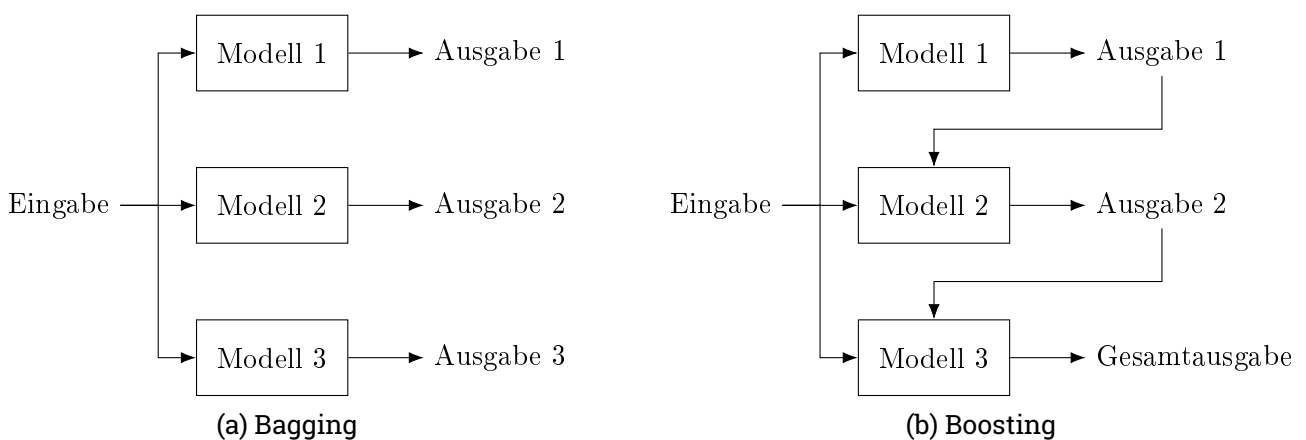 Modell 1
Ausgabe 1
Eingabe
Modell 2
Ausgabe 2
Modell 3
Ausgabe 3
(a) Bagging
Modell 1
Ausgabe 1
Eingabe
Modell 2
Ausgabe 2
Modell 3
Gesamtausgabe
(b) Boosting